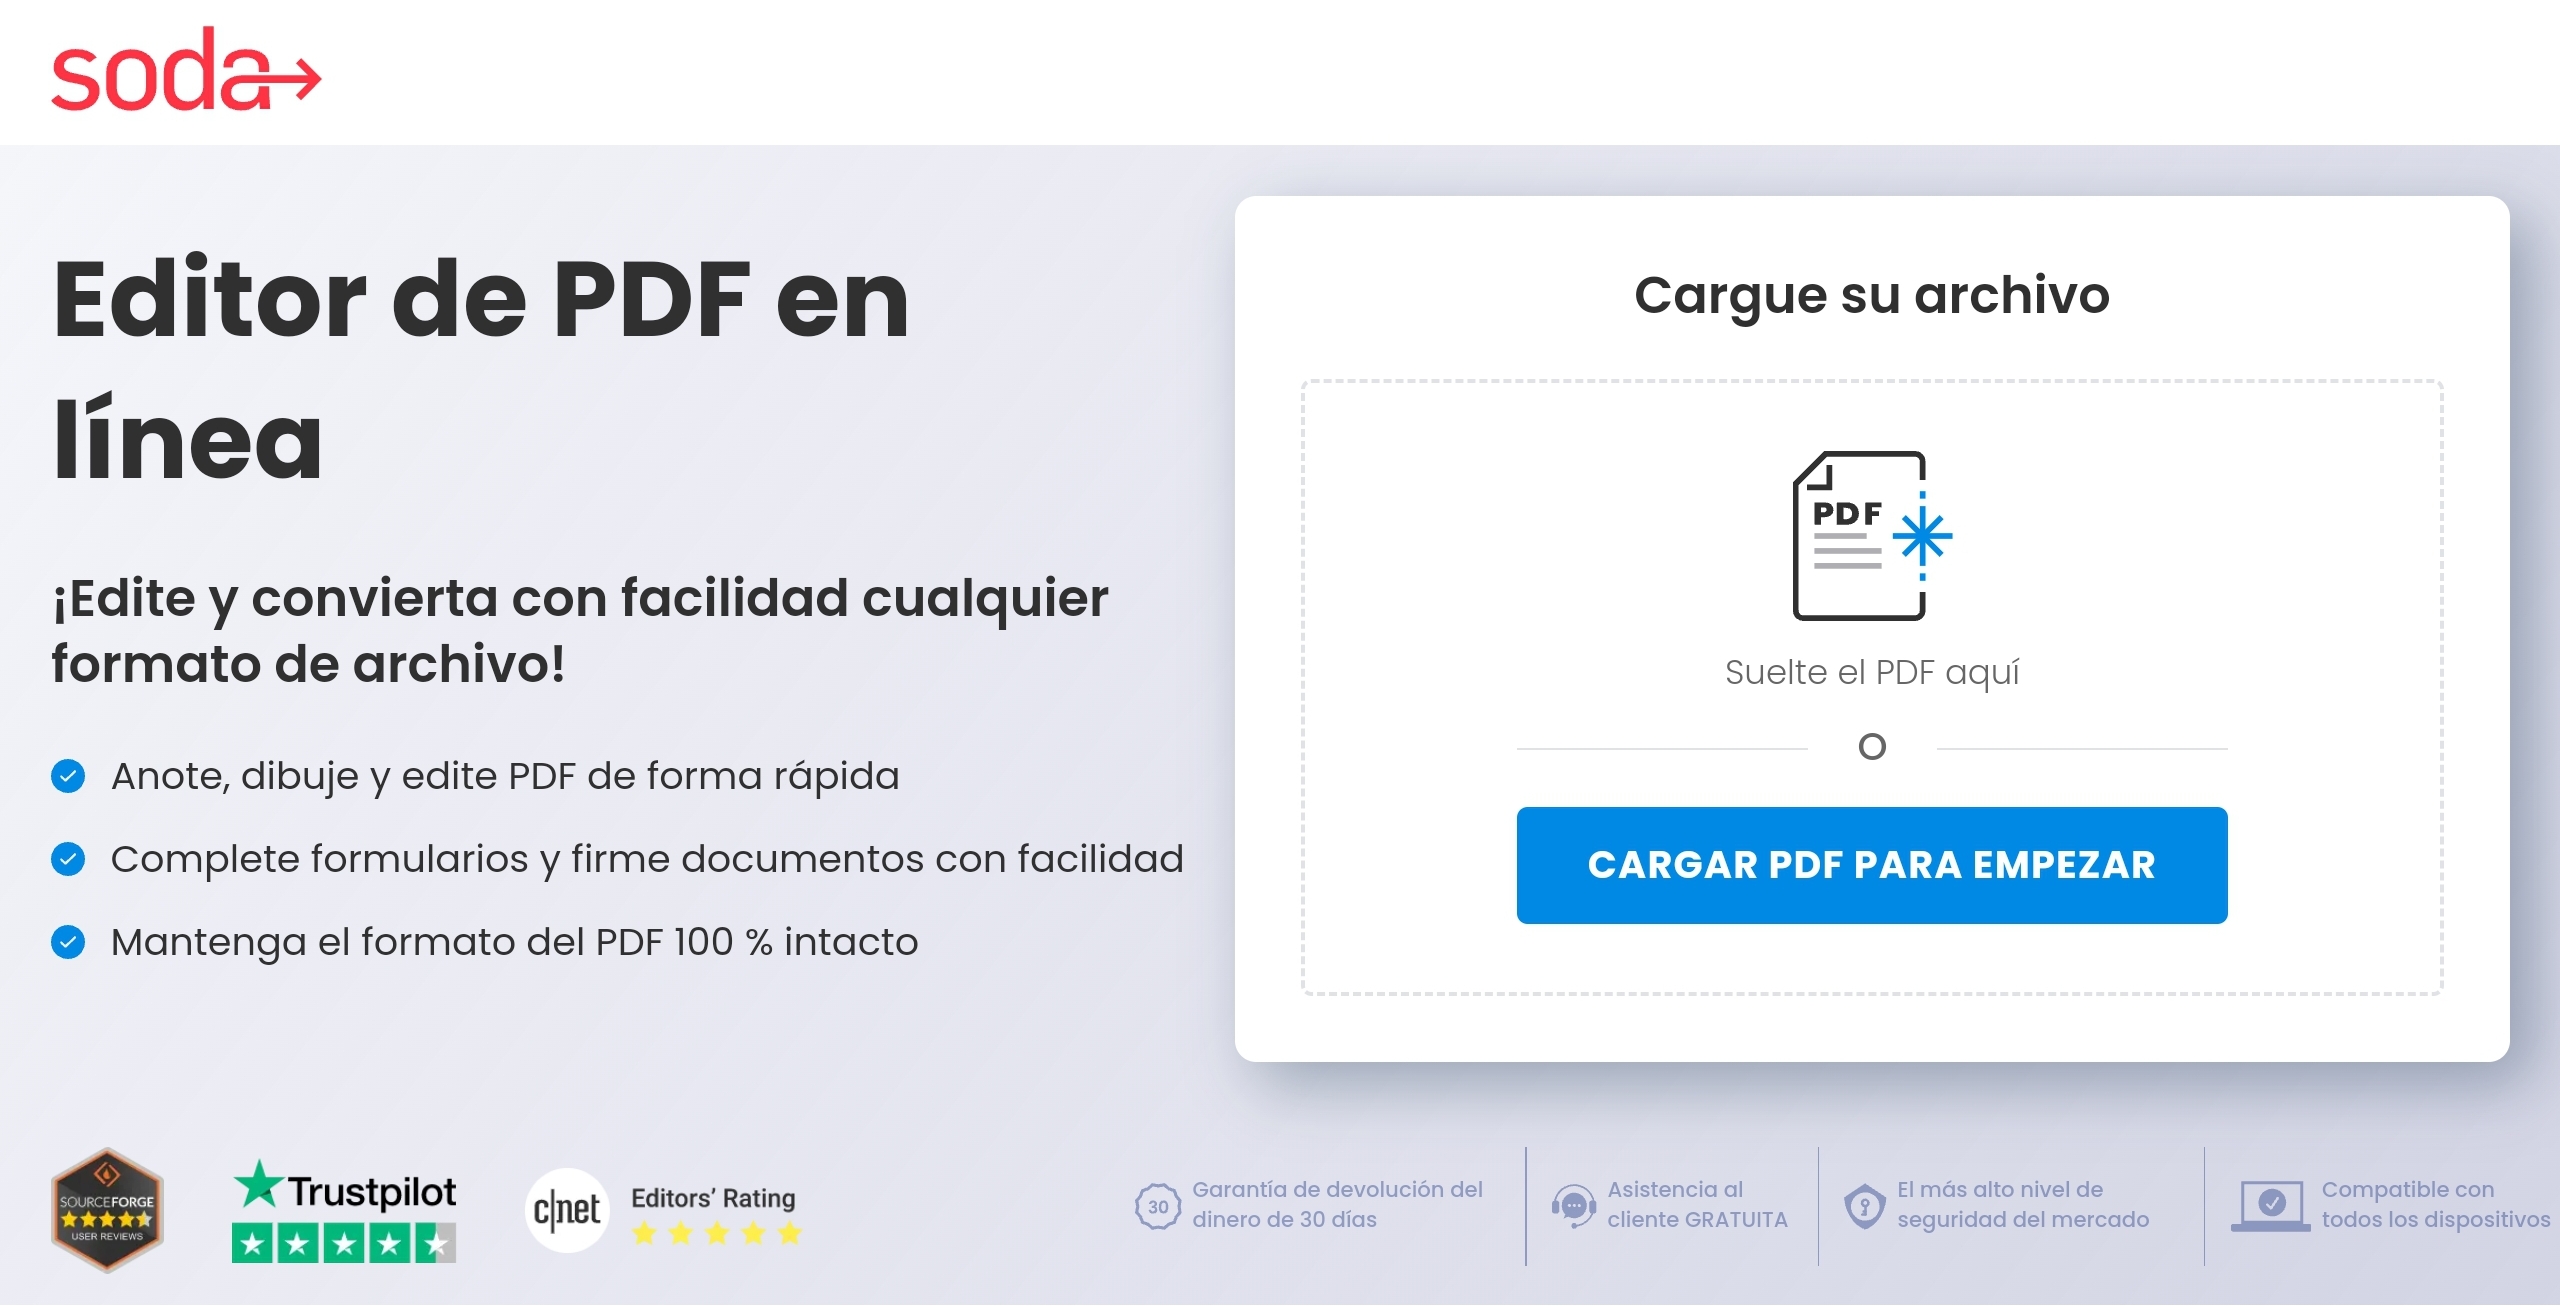 soda
Editor de PDF en
línea
¡Edite y convierta con facilidad cualquier
formato de archivo!
Anote, dibuje y edite PDF de forma rápida
Complete formularios y firme documentos con facilidad
Mantenga el formato del PDF 100 % intacto
Cargue su archivo
PDF
Suelte el PDF aquí
O
CARGAR PDF PARA EMPEZAR
SOURCEFORGE
USER REVIEWS
Trustpilot
c|net
Editors’ Rating
30
Garantía de devolución del
dinero de 30 días
Asistencia al
cliente GRATUITA
El más alto nivel de
seguridad del mercado
Compatible con
todos los dispositivos